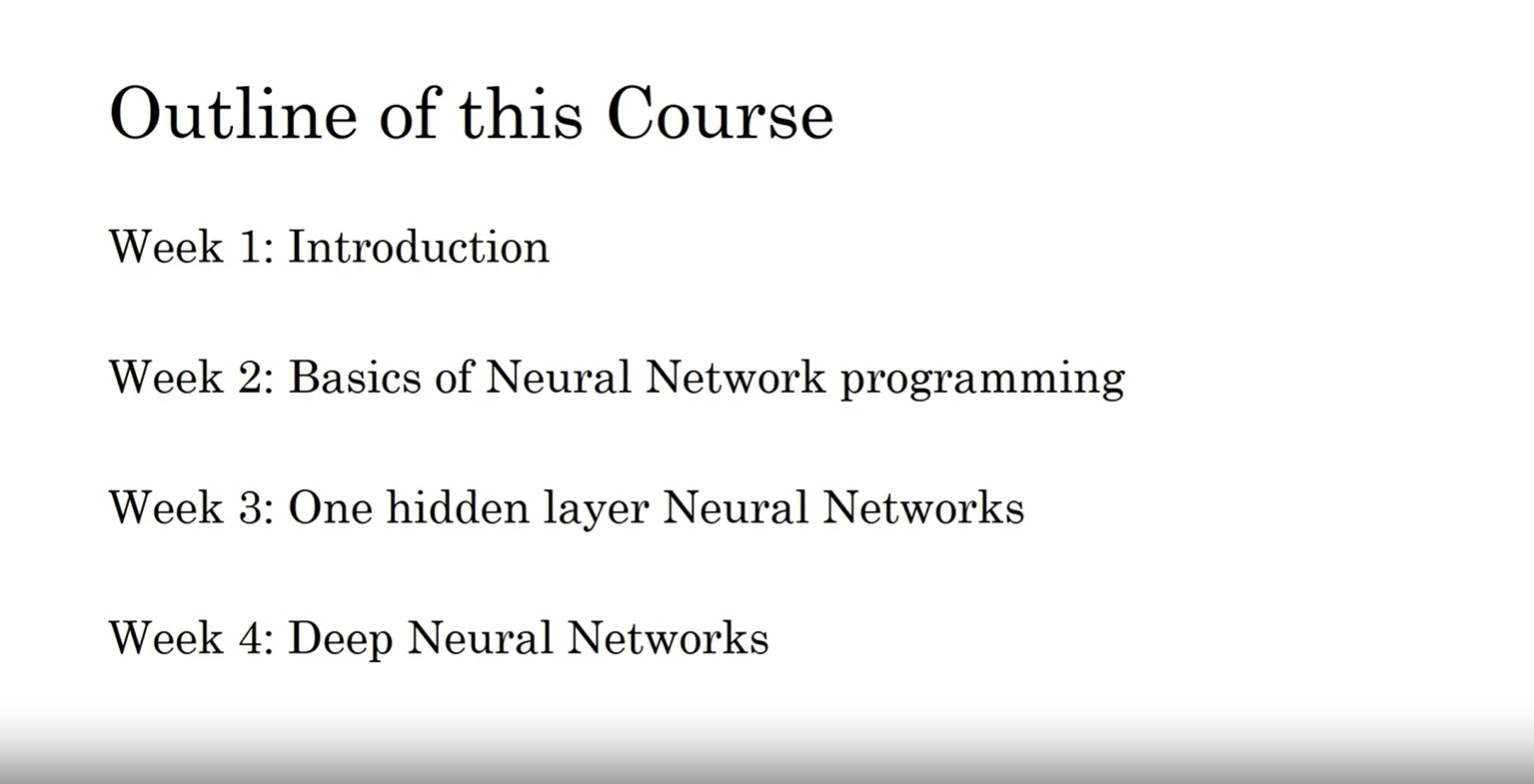 Outline of this Course
Week 1: Introduction
Week 2: Basics of Neural Network programming
Week 3: One hidden layer Neural Networks
Week 4: Deep Neural Networks